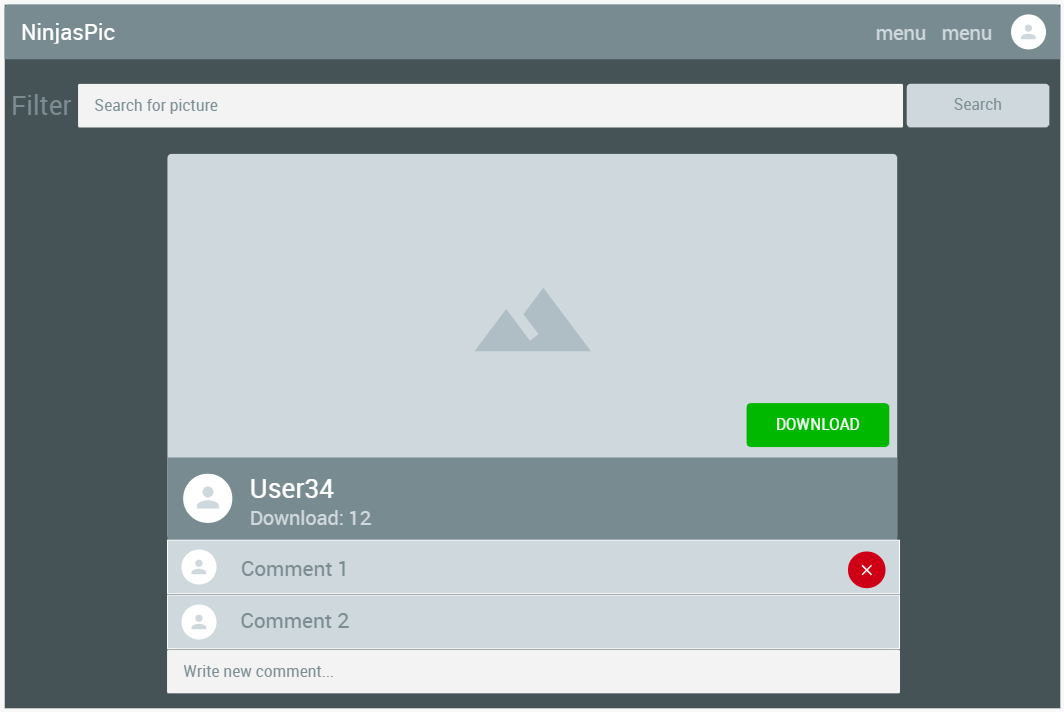 NinjasPic
menu menu
Filter
Search for picture
Search
DOWNLOAD
User34
Download: 12
Comment 1
Comment 2
Write new comment...